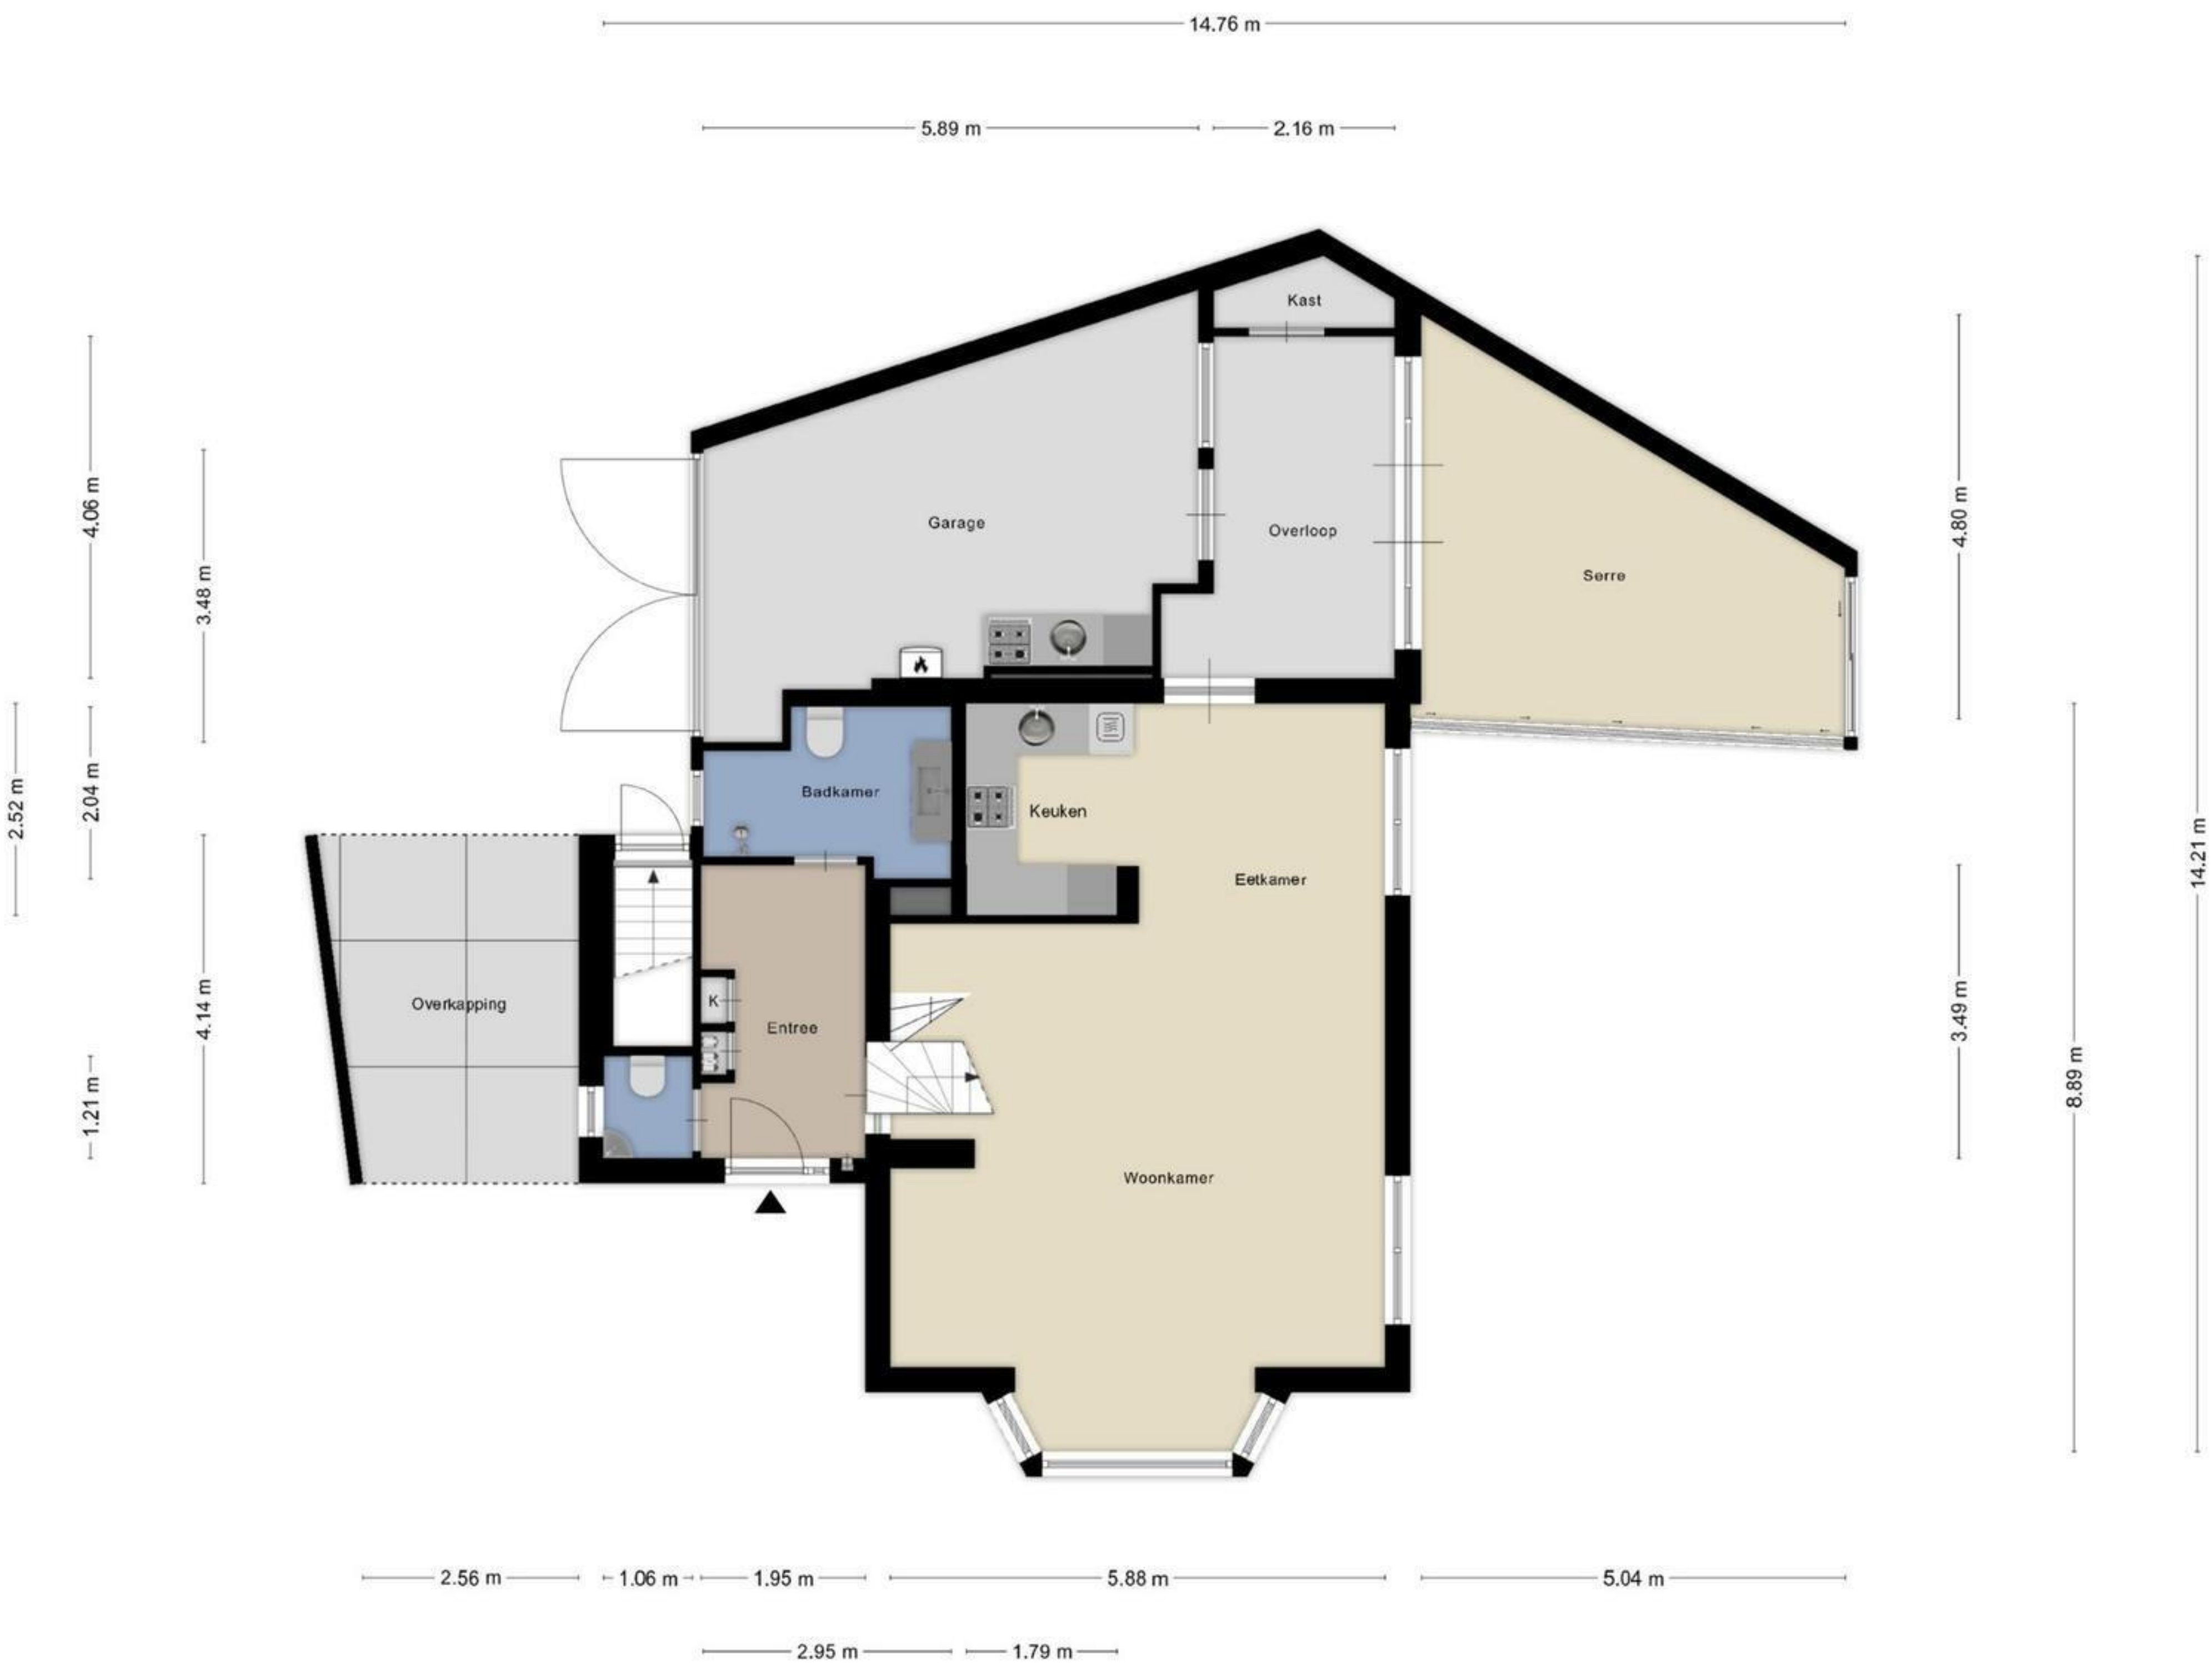 14.76 m
5.89 m
2.16 m
Kast
4.06 m
3.48 m
4.80 m
Garage
Overloop
Serre
2.52 m
2.04 m
Badkamer
Keuken
Eetkamer
14.21 m
Overkapping
4.14 m
K
Entree
3.49 m
8.89 m
1.21 m
Woonkamer
2.56 m
1.06 m
1.95 m
5.88 m
5.04 m
2.95 m
1.79 m